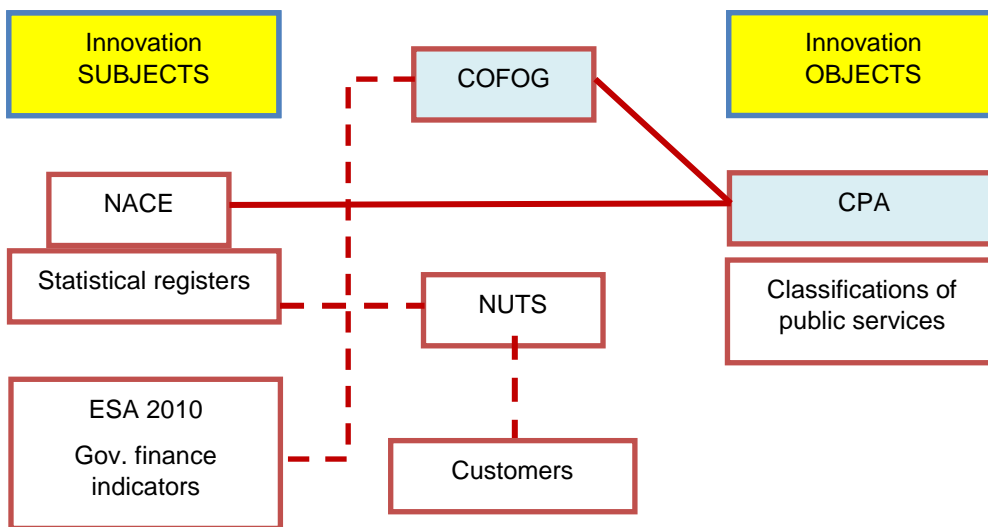 Innovation
SUBJECTS
COFOG
Innovation
OBJECTS
NACE
CPA
Statistical registers
NUTS
Classifications of
public services
ESA 2010
Gov. finance
indicators
Customers